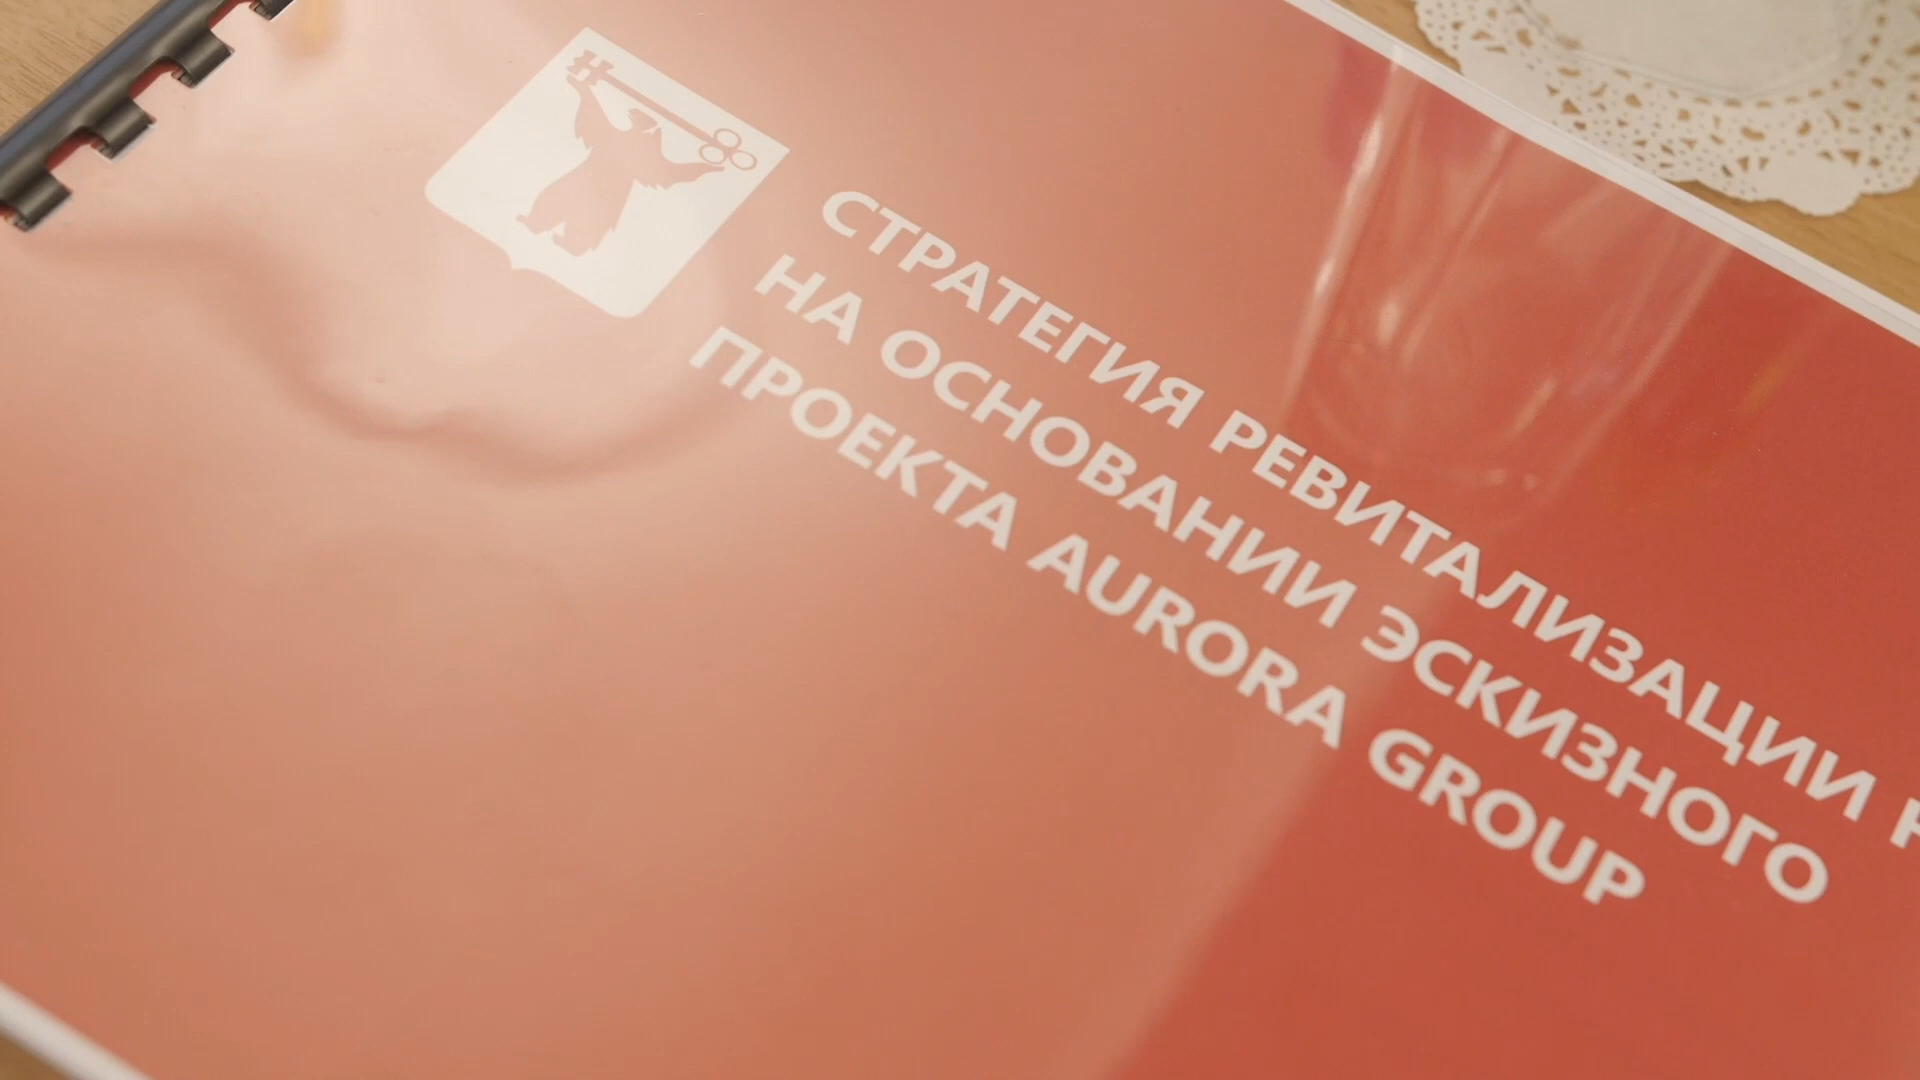 СТРАТЕГИЯ РЕВИТАЛИЗАЦИИ
НА ОСНОВАНИИ ЭСКИЗНОГО
ПРОЕКТА AURORA GROUP